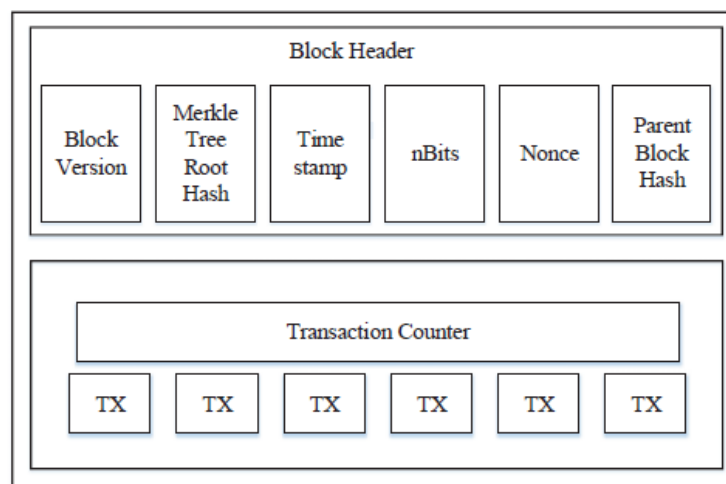 Block Header
Block
Version
Merkle
Tree
Root
Hash
Time
stamp
nBits
Nonce
Parent
Block
Hash
Transaction Counter
TX
TX
TX
TX
TX
TX